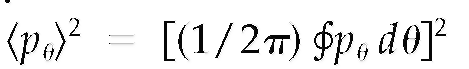 ⟨p_θ⟩² = [(1/2π) ∮p_θ dθ]²